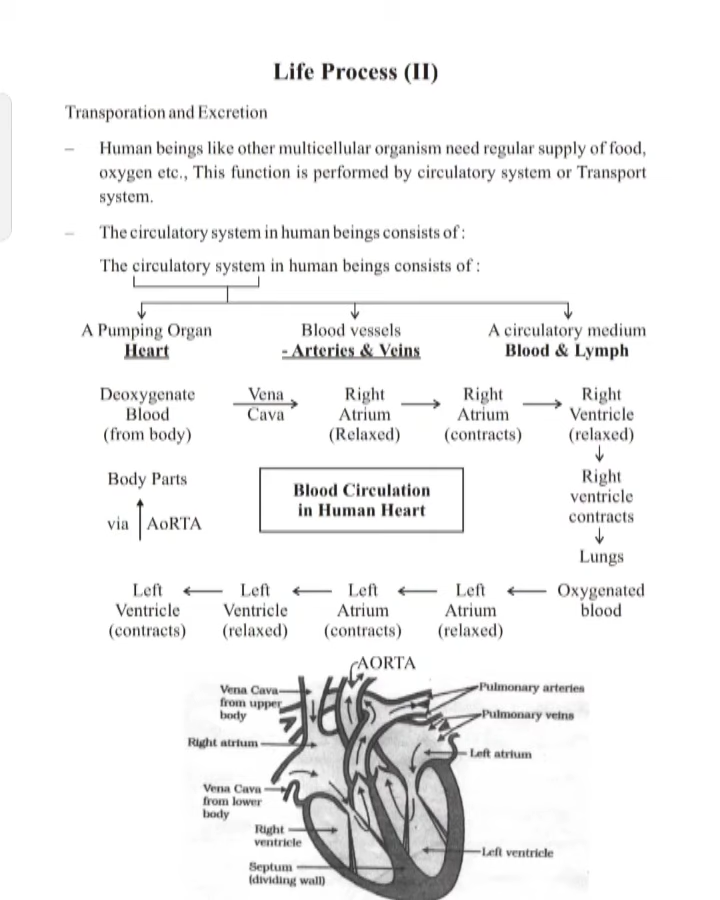 Life Process (II)
Transporation and Excretion
– Human beings like other multicellular organism need regular supply of food,
oxygen etc., This function is performed by circulatory system or Transport
system.
– The circulatory system in human beings consists of :
The circulatory system in human beings consists of :
A Pumping Organ
Heart
Blood vessels
- Arteries & Veins
A circulatory medium
Blood & Lymph
Deoxygenate
Blood
(from body)
Vena
Cava
Right
Atrium
(Relaxed)
Right
Atrium
(contracts)
Right
Ventricle
(relaxed)
Right
ventricle
contracts
Lungs
Oxygenated
blood
Left
Atrium
(relaxed)
Left
Atrium
(contracts)
Left
Ventricle
(relaxed)
Left
Ventricle
(contracts)
via AoRTA
Body Parts
Blood Circulation
in Human Heart
AORTA
Vena Cava
from upper
body
Right atrium
Vena Cava
from lower
body
Right
ventricle
Septum
(dividing wall)
Pulmonary arteries
Pulmonary veins
Left atrium
Left ventricle